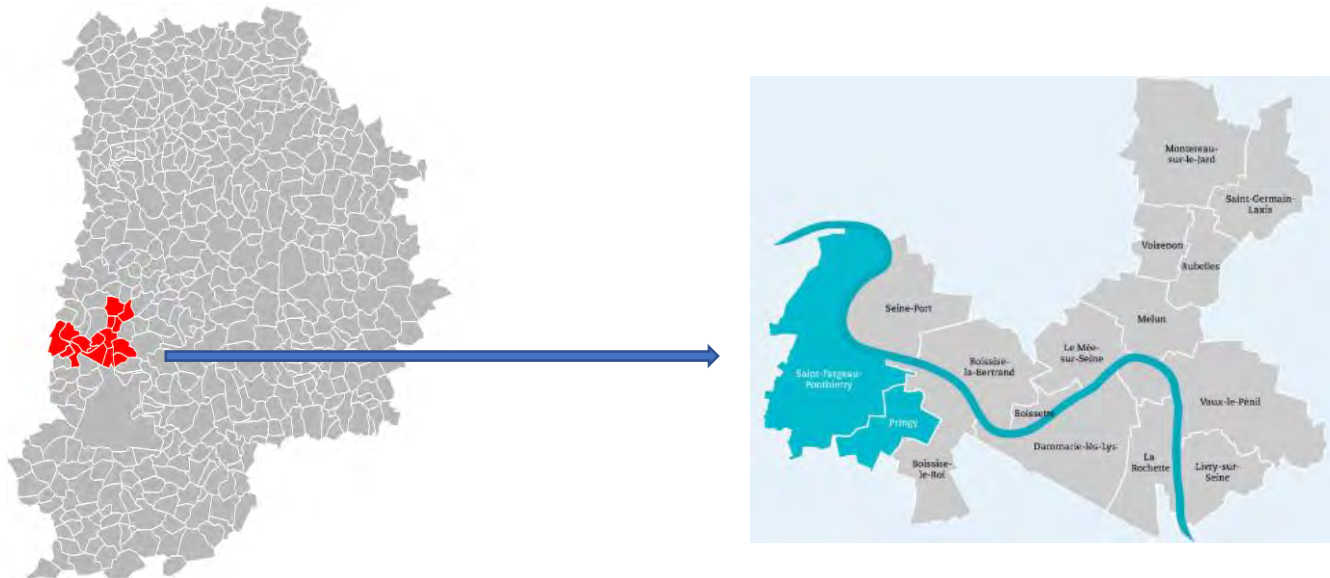 Montereau-
sur-le-Jard
Saint-Germain-
Laxis
Voisenon
Rubelles
Seine-Port
Melun
Le Mée-
sur-Seine
Boissise-
la-Bertrand
Saint-Fargeau-
Ponthierry
Vaux-le-Pénil
Boissette
Pringy
Dammarie-lès-Lys
La
Rochette
Livry-sur-
Seine
Boissise-
le-Roi